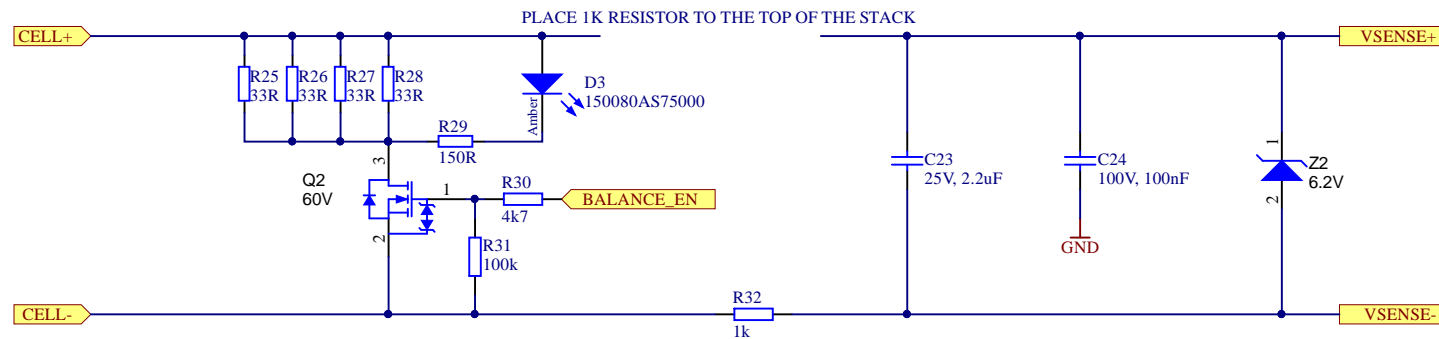 PLACE 1K RESISTOR TO THE TOP OF THE STACK
CELL+
VSENSE+
R25
33R
R26
33R
R27
33R
R28
33R
D3
150080AS75000
Amber
R29
150R
3
Q2
60V
1
2
R30
4k7
BALANCE_EN
R31
100k
C23
25V, 2.2uF
C24
100V, 100nF
GND
1
Z2
6.2V
2
CELL-
R32
1k
VSENSE-